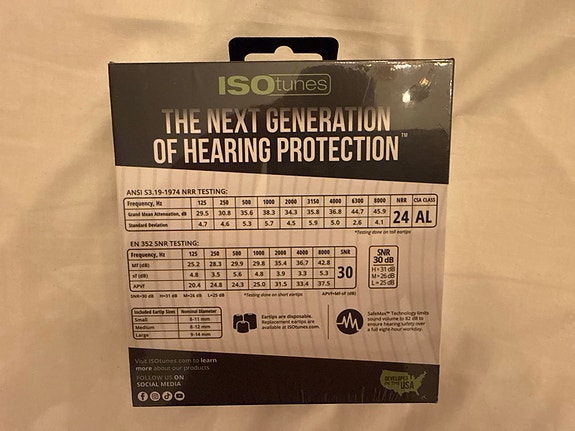 ISOtunes
THE NEXT GENERATION
OF HEARING PROTECTION™
ANSI S3.19-1974 NRR TESTING:
Frequency, Hz 125 250 500 1000 2000 3150 4000 6300 8000 NRR CSA CLASS
Grand Mean Attenuation, dB 29.5 30.8 35.6 38.3 34.3 35.8 36.8 44.7 45.9 24 AL
Standard Deviation 4.7 4.6 5.3 5.7 4.5 5.9 5.0 2.6 4.1
*Testing done on tall eartips
EN 352 SNR TESTING:
Frequency, Hz 125 250 500 1000 2000 4000 8000 SNR
Mf (dB) 25.2 28.3 29.9 29.8 35.4 36.7 42.8 30
sf (dB) 4.8 3.5 5.6 4.8 3.9 3.3 5.3
APVf 20.4 24.8 24.3 25.0 31.5 33.4 37.5
SNR=30 dB H=31 dB M=26 dB L=25 dB *Testing done on short eartips APVf=Mf-sf (dB)
SNR
30 dB
H=31 dB
M=26 dB
L=25 dB
Included Eartip Sizes Nominal Diameter
Small 8-11 mm
Medium 8-12 mm
Large 9-14 mm
Eartips are disposable.
Replacement eartips are
available at ISOtunes.com.
SafeMax™ Technology limits
sound volume to 82 dB to
ensure hearing safety over
a full eight-hour workday.
Visit ISOtunes.com to learn
more about our products
FOLLOW US ON
SOCIAL MEDIA
DEVELOPED
IN THE USA